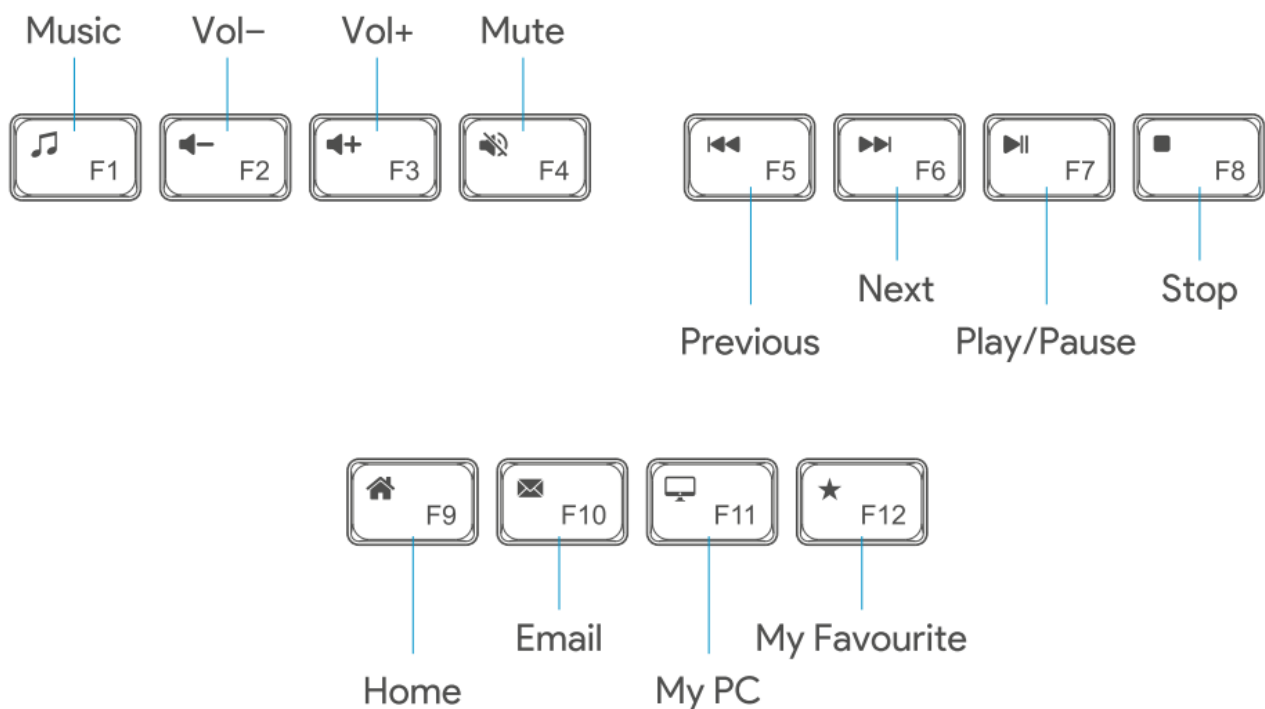 Music Vol– Vol+ Mute
F1 F2 F3 F4 F5 F6 F7 F8
Next Stop
Previous Play/Pause
F9 F10 F11 F12
Email My Favourite
Home My PC